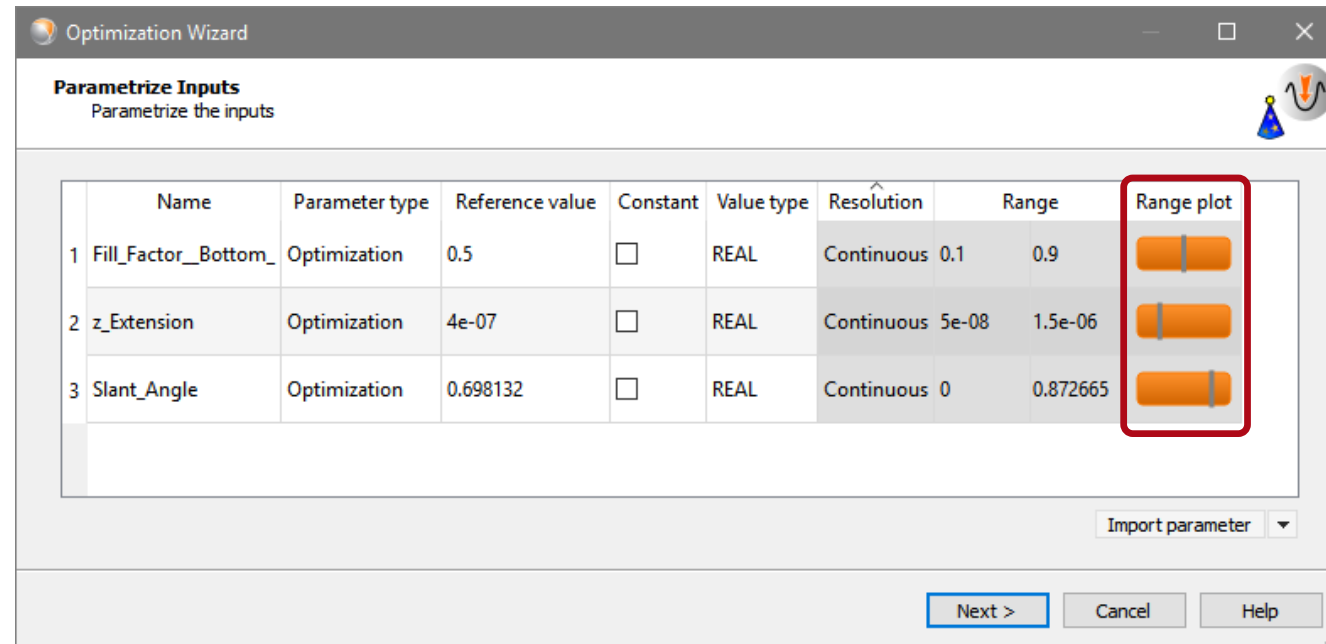 Optimization Wizard
Parametrize Inputs
Parametrize the inputs
Name Parameter type Reference value Constant Value type Resolution Range Range plot
1 Fill_Factor__Bottom_ Optimization 0.5 REAL Continuous 0.1 0.9
2 z_Extension Optimization 4e-07 REAL Continuous 5e-08 1.5e-06
3 Slant_Angle Optimization 0.698132 REAL Continuous 0 0.872665
Import parameter
Next > Cancel Help